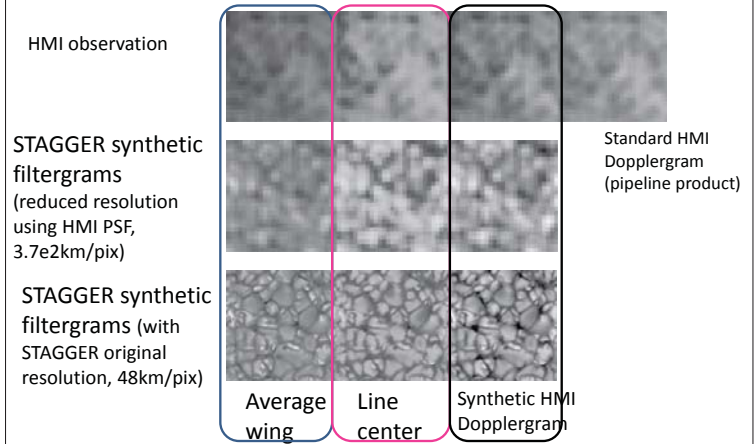 HMI observation
Standard HMI
Dopplergram
(pipeline product)
STAGGER synthetic
filtergrams
(reduced resolution
using HMI PSF,
3.7e2km/pix)
STAGGER synthetic
filtergrams (with
STAGGER original
resolution, 48km/pix)
Average
wing
Line
center
Synthetic HMI
Dopplergram